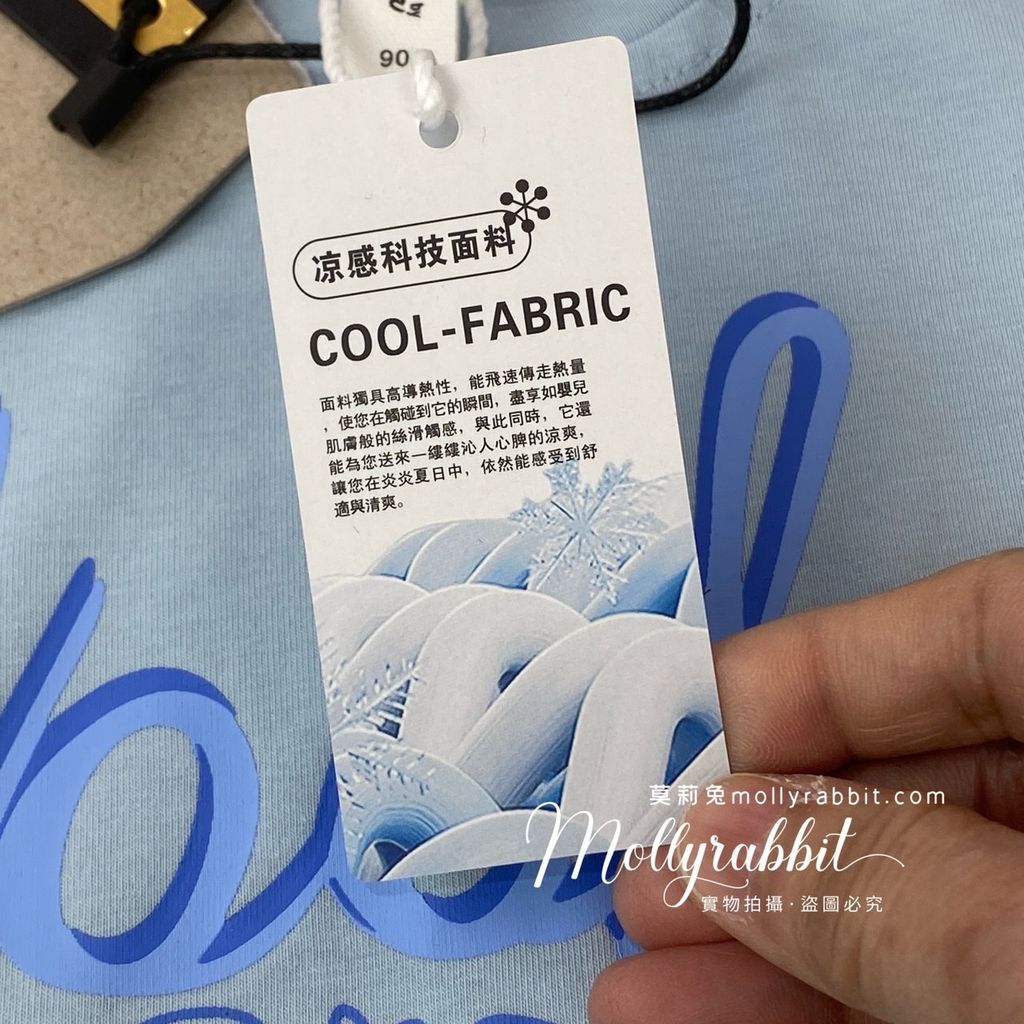 90
凉感科技面料
COOL-FABRIC
面料獨具高導熱性，能飛速傳走熱量
，使您在觸碰到它的瞬間，盡享如嬰兒
肌膚般的絲滑觸感，與此同時，它還
能為您送來一縷縷沁人心脾的涼爽，
讓您在炎炎夏日中，依然能感受到舒
適與清爽。
莫莉兔mollyrabbit.com
Mollyrabbit
實物拍攝·盜圖必究